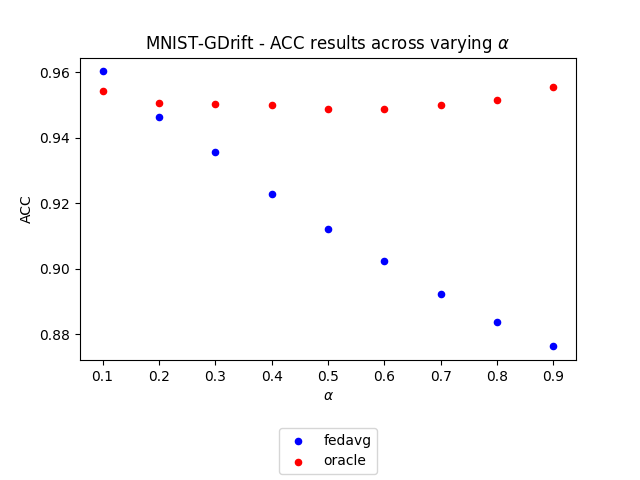 MNIST-GDrift - ACC results across varying α
0.96
0.94
0.92
0.90
0.88
ACC
0.1 0.2 0.3 0.4 0.5 0.6 0.7 0.8 0.9
α
fedavg
oracle